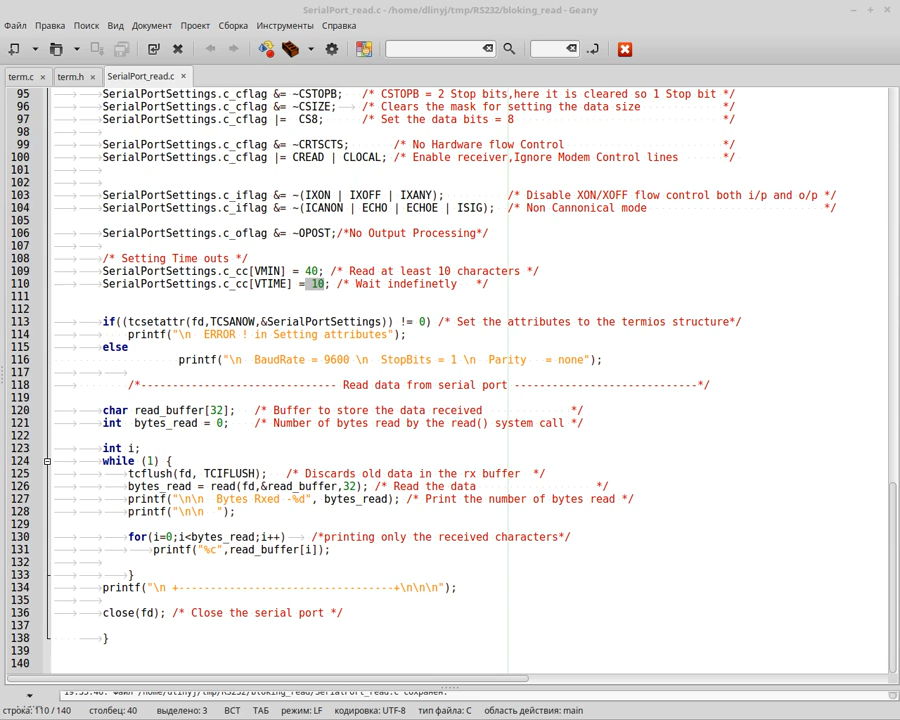 SerialPort_read.c - /home/dlinyj/tmp/RS232/bloking_read - Geany
Файл Правка Поиск Вид Документ Проект Сборка Инструменты Справка
term.c × term.h × SerialPort_read.c ×
95 SerialPortSettings.c_cflag &= ~CSTOPB; /* CSTOPB = 2 Stop bits,here it is cleared so 1 Stop bit */
96 SerialPortSettings.c_cflag &= ~CSIZE; /* Clears the mask for setting the data size */
97 SerialPortSettings.c_cflag |= CS8; /* Set the data bits = 8 */
98
99 SerialPortSettings.c_cflag &= ~CRTSCTS; /* No Hardware flow Control */
100 SerialPortSettings.c_cflag |= CREAD | CLOCAL; /* Enable receiver,Ignore Modem Control lines */
101
102
103 SerialPortSettings.c_iflag &= ~(IXON | IXOFF | IXANY); /* Disable XON/XOFF flow control both i/p and o/p */
104 SerialPortSettings.c_iflag &= ~(ICANON | ECHO | ECHOE | ISIG); /* Non Cannonical mode */
105
106 SerialPortSettings.c_oflag &= ~OPOST;/*No Output Processing*/
107
108 /* Setting Time outs */
109 SerialPortSettings.c_cc[VMIN] = 40; /* Read at least 10 characters */
110 SerialPortSettings.c_cc[VTIME] = 10; /* Wait indefinetly */
111
112
113 if((tcsetattr(fd,TCSANOW,&SerialPortSettings)) != 0) /* Set the attributes to the termios structure*/
114 printf("\n ERROR ! in Setting attributes");
115 else
116 printf("\n BaudRate = 9600 \n StopBits = 1 \n Parity = none");
117
118 /*------------------------------- Read data from serial port -----------------------------*/
119
120 char read_buffer[32]; /* Buffer to store the data received */
121 int bytes_read = 0; /* Number of bytes read by the read() system call */
122
123 int i;
124 while (1) {
125 tcflush(fd, TCIFLUSH); /* Discards old data in the rx buffer */
126 bytes_read = read(fd,&read_buffer,32); /* Read the data */
127 printf("\n\n Bytes Rxed -%d", bytes_read); /* Print the number of bytes read */
128 printf("\n\n ");
129
130 for(i=0;i<bytes_read;i++) /*printing only the received characters*/
131 printf("%c",read_buffer[i]);
132
133 }
134 printf("\n +----------------------------------+\n\n\n");
135
136 close(fd); /* Close the serial port */
137
138 }
139
140
19:35:40: Файл /home/dlinyj/tmp/RS232/bloking_read/SerialPort_read.c сохранён.
строка: 110 / 140 столбец: 40 выделено: 3 ВСТ ТАБ режим: LF кодировка: UTF-8 тип файла: C область действия: main